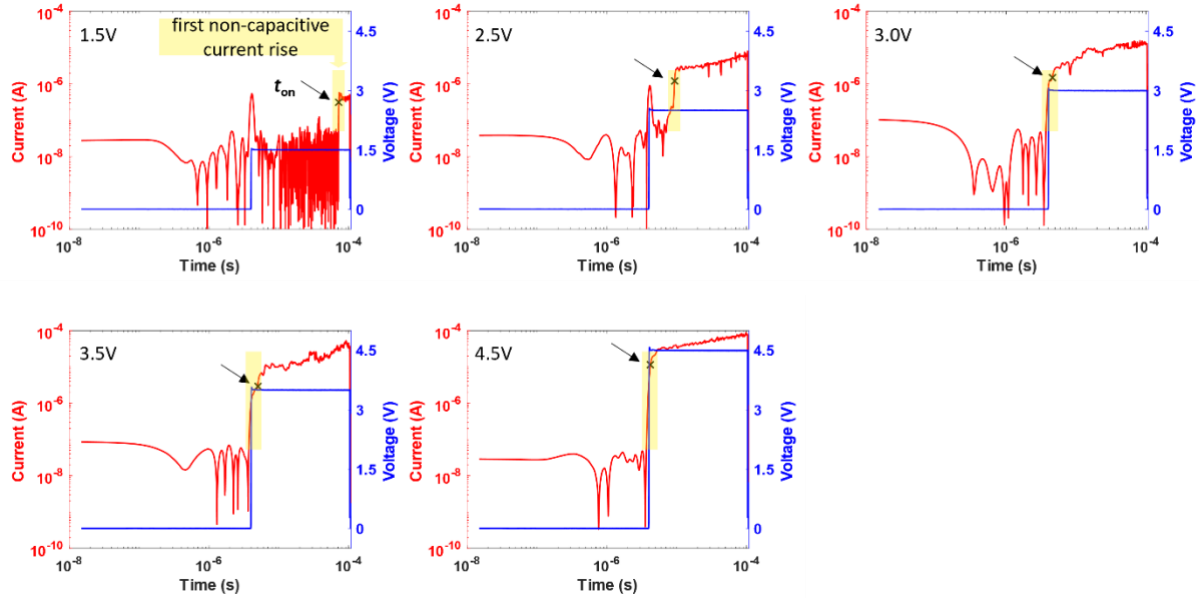 1.5V
first non-capacitive
current rise
t_on
Current (A)
10^-4
10^-6
10^-8
10^-10
Voltage (V)
4.5
3
1.5
0
10^-8
10^-6
10^-4
Time (s)
2.5V
Current (A)
10^-4
10^-6
10^-8
10^-10
Voltage (V)
4.5
3
1.5
0
10^-8
10^-6
10^-4
Time (s)
3.0V
Current (A)
10^-4
10^-6
10^-8
10^-10
Voltage (V)
4.5
3
1.5
0
10^-8
10^-6
10^-4
Time (s)
3.5V
Current (A)
10^-4
10^-6
10^-8
10^-10
Voltage (V)
4.5
3
1.5
0
10^-8
10^-6
10^-4
Time (s)
4.5V
Current (A)
10^-4
10^-6
10^-8
10^-10
Voltage (V)
4.5
3
1.5
0
10^-8
10^-6
10^-4
Time (s)